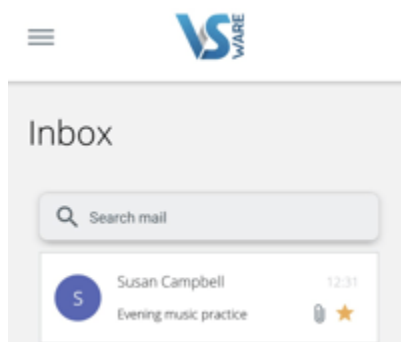 VS WARE
Inbox
Search mail
Susan Campbell 12:31
S
Evening music practice